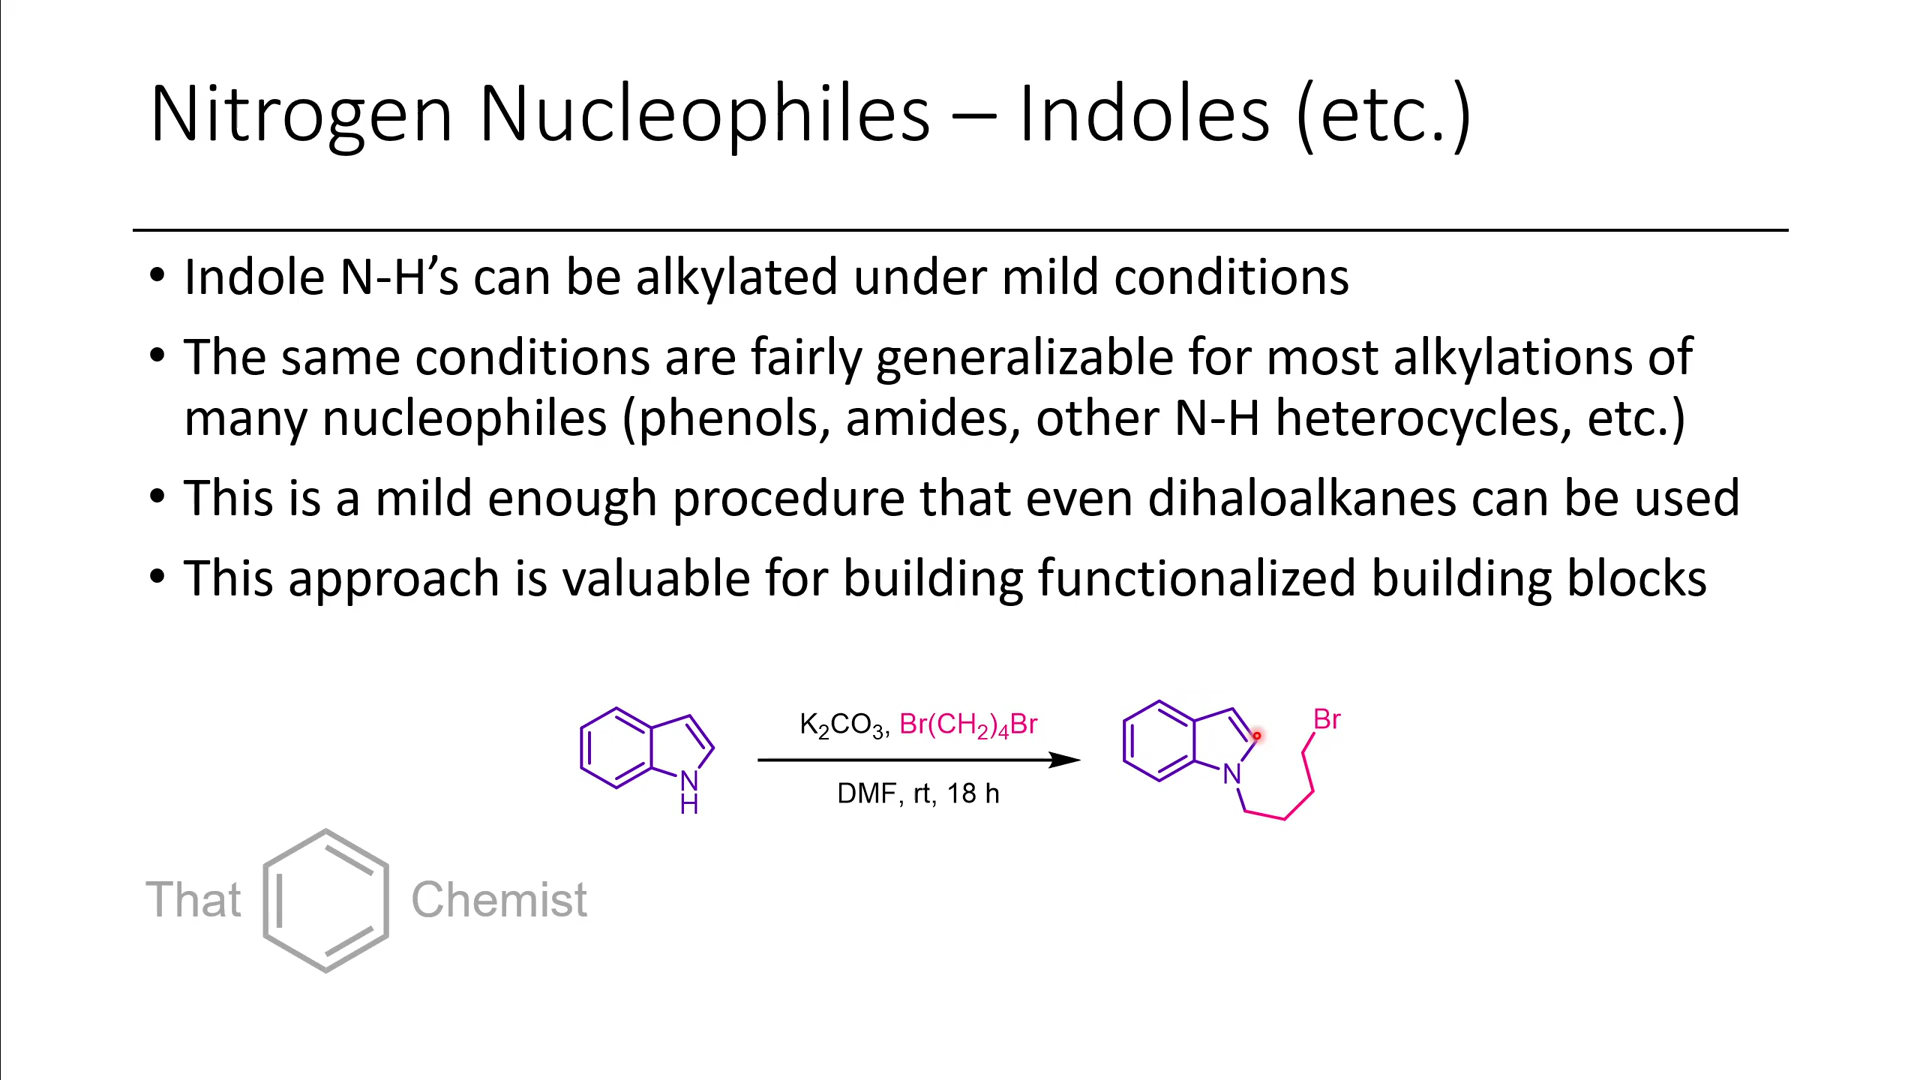 Nitrogen Nucleophiles – Indoles (etc.)
• Indole N-H’s can be alkylated under mild conditions
• The same conditions are fairly generalizable for most alkylations of
many nucleophiles (phenols, amides, other N-H heterocycles, etc.)
• This is a mild enough procedure that even dihaloalkanes can be used
• This approach is valuable for building functionalized building blocks
N
H
K₂CO₃, Br(CH₂)₄Br
DMF, rt, 18 h
Br
N
That Chemist